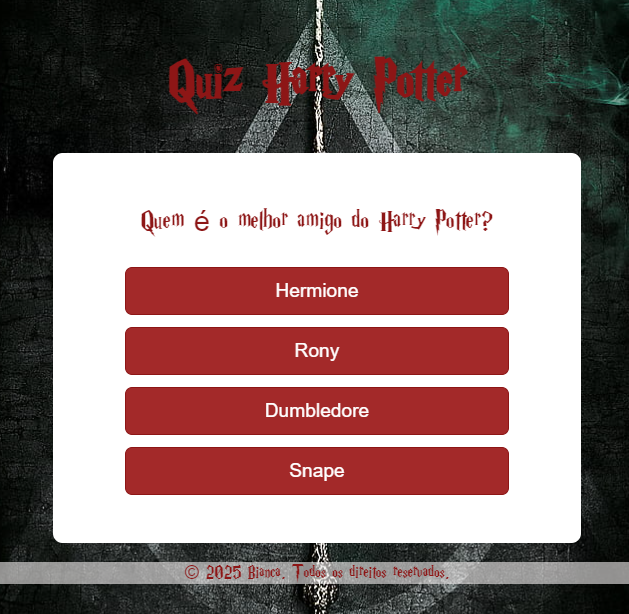 Quiz Harry Potter
Quem é o melhor amigo do Harry Potter?
Hermione
Rony
Dumbledore
Snape
© 2025 Bianca. Todos os direitos reservados.